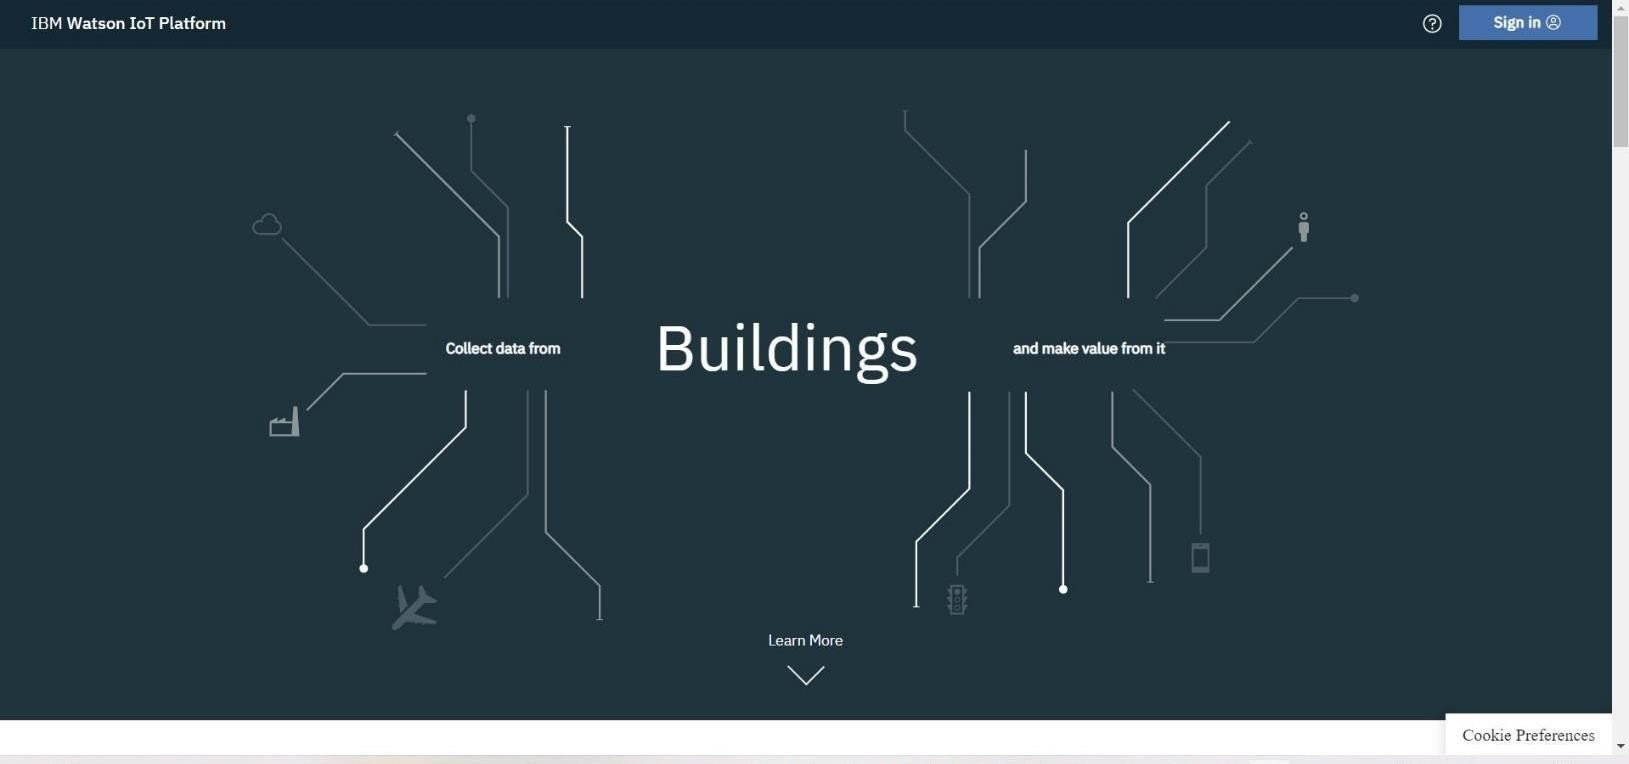 IBM Watson IoT Platform
Sign in
Collect data from
Buildings
and make value from it
Learn More
Cookie Preferences